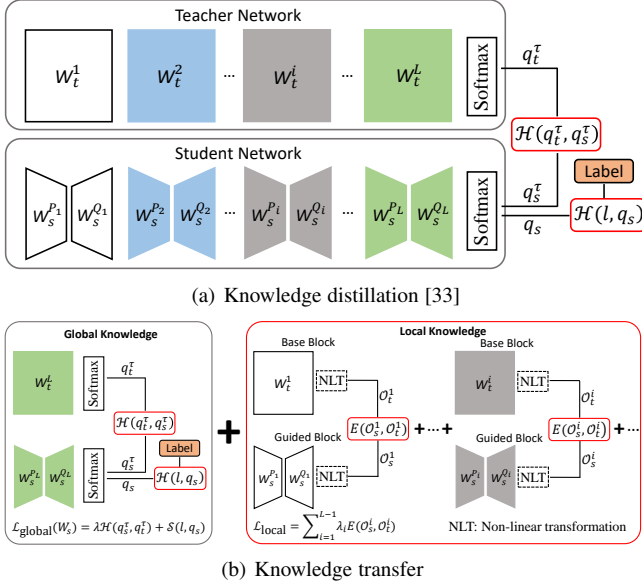 Teacher Network
W_t^1 W_t^2 ... W_t^i ... W_t^L Softmax q_t^τ
ℋ(q_t^τ, q_s^τ)
Student Network
W_s^{P_1} W_s^{Q_1} W_s^{P_2} W_s^{Q_2} ... W_s^{P_i} W_s^{Q_i} ... W_s^{P_L} W_s^{Q_L} Softmax q_s^τ
q_s
Label
ℋ(l, q_s)
(a) Knowledge distillation [33]
Global Knowledge
W_t^L Softmax q_t^τ
ℋ(q_t^τ, q_s^τ)
Label
W_s^{P_L} W_s^{Q_L} Softmax q_s^τ
q_s
ℋ(l, q_s)
ℒ_global(W_s) = λℋ(q_s^τ, q_t^τ) + 𝒮(l, q_s)
+
Local Knowledge
Base Block
W_t^1 NLT 𝒪_t^1
E(𝒪_s^1, 𝒪_t^1) + ... +
Guided Block
W_s^{P_1} W_s^{Q_1} NLT 𝒪_s^1
Base Block
W_t^i NLT 𝒪_t^i
E(𝒪_s^i, 𝒪_t^i) + ...
Guided Block
W_s^{P_i} W_s^{Q_i} NLT 𝒪_s^i
ℒ_local = ∑_{i=1}^{L-1} λ_i E(𝒪_s^i, 𝒪_t^i)
NLT: Non-linear transformation
(b) Knowledge transfer